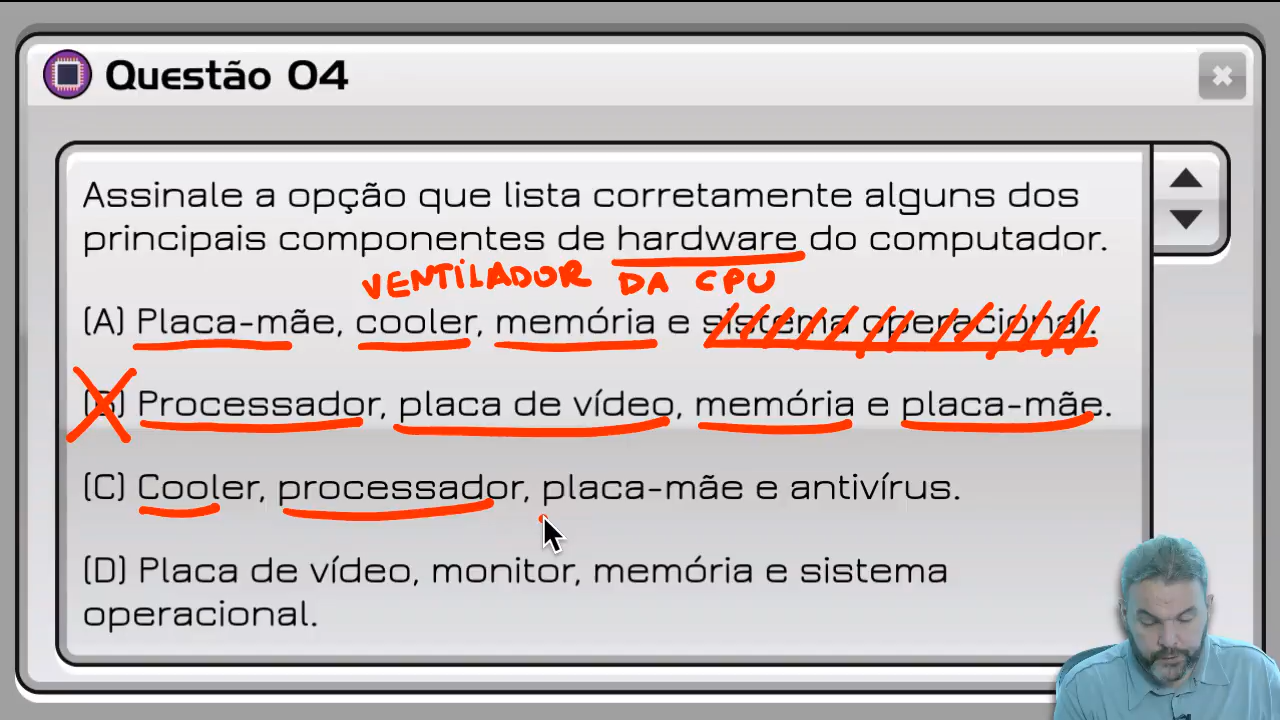 Questão 04
Assinale a opção que lista corretamente alguns dos
principais componentes de hardware do computador.
VENTILADOR DA CPU
(A) Placa-mãe, cooler, memória e sistema operacional.
(B) Processador, placa de vídeo, memória e placa-mãe.
(C) Cooler, processador, placa-mãe e antivírus.
(D) Placa de vídeo, monitor, memória e sistema
operacional.